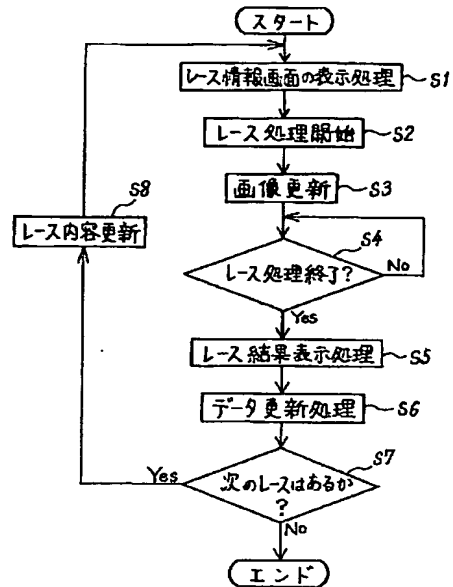 スタート
レース情報画面の表示処理
S1
レース処理開始
S2
画像更新
S3
S8
レース内容更新
S4
レース処理終了?
No
Yes
レース結果表示処理
S5
データ更新処理
S6
S7
Yes
次のレースはあるか
?
No
エンド